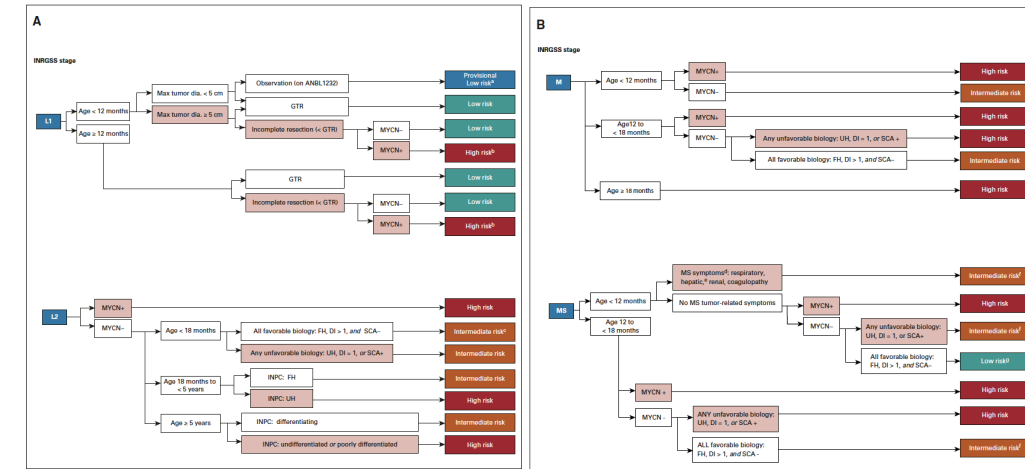 A
INRGSS stage
L1
Age < 12 months
Age ≥ 12 months
Max tumor dia. < 5 cm
Max tumor dia. ≥ 5 cm
Observation (on ANBL1232)
Provisional
Low riskᵃ
GTR
Low risk
Incomplete resection (< GTR)
MYCN–
Low risk
MYCN+
High riskᵇ
GTR
Low risk
Incomplete resection (< GTR)
MYCN–
Low risk
MYCN+
High riskᵇ
L2
MYCN+
High risk
MYCN–
Age < 18 months
All favorable biology: FH, DI > 1, and SCA–
Intermediate riskᶜ
Any unfavorable biology: UH, DI = 1, or SCA+
Intermediate risk
Age 18 months to
< 5 years
INPC: FH
Intermediate risk
INPC: UH
High risk
Age ≥ 5 years
INPC: differentiating
Intermediate risk
INPC: undifferentiated or poorly differentiated
High risk
B
INRGSS stage
M
Age < 12 months
MYCN+
High risk
MYCN–
Intermediate risk
Age12 to
< 18 months
MYCN+
High risk
MYCN–
Any unfavorable biology: UH, DI = 1, or SCA +
High risk
All favorable biology: FH, DI > 1, and SCA–
Intermediate risk
Age ≥ 18 months
High risk
MS
Age < 12 months
MS symptomsᵈ: respiratory,
hepatic,ᵉ renal, coagulopathy
Intermediate riskᶠ
No MS tumor-related symptoms
MYCN+
High risk
MYCN–
Any unfavorable biology:
UH, DI = 1, or SCA+
Intermediate riskᶠ
All favorable biology:
FH, DI > 1, and SCA–
Low riskᵍ
Age 12 to
< 18 months
MYCN +
High risk
MYCN -
ANY unfavorable biology:
UH, DI = 1, or SCA +
High risk
ALL favorable biology:
FH, DI > 1, and SCA -
Intermediate riskᶠ